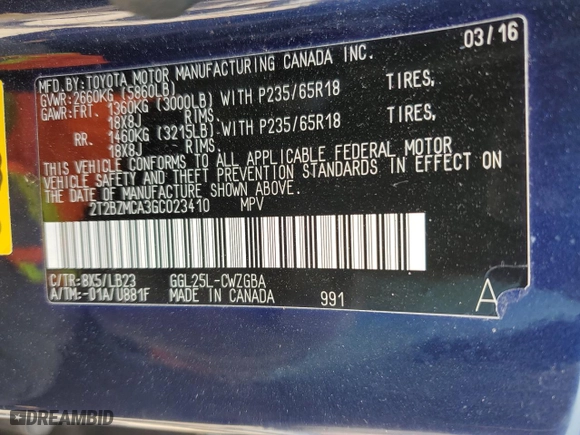 03/16
MFD.BY:TOYOTA MOTOR MANUFACTURING CANADA INC.
GVWR:2660KG (5860LB)
GAWR:FRT. 1360KG (3000LB) WITH P235/65R18 TIRES,
18X8J RIMS
RR. 1460KG (3215LB) WITH P235/65R18 TIRES,
18X8J RIMS.
THIS VEHICLE CONFORMS TO ALL APPLICABLE FEDERAL MOTOR
VEHICLE SAFETY AND THEFT PREVENTION STANDARDS IN EFFECT ON
THE DATE OF MANUFACTURE SHOWN ABOVE.
2T2BZMCA3GC023410 MPV
C/TR:8X5/LB23 GGL25L-CWZGBA
A/TM:-01A/U881F MADE IN CANADA 991 A
DREAMBID